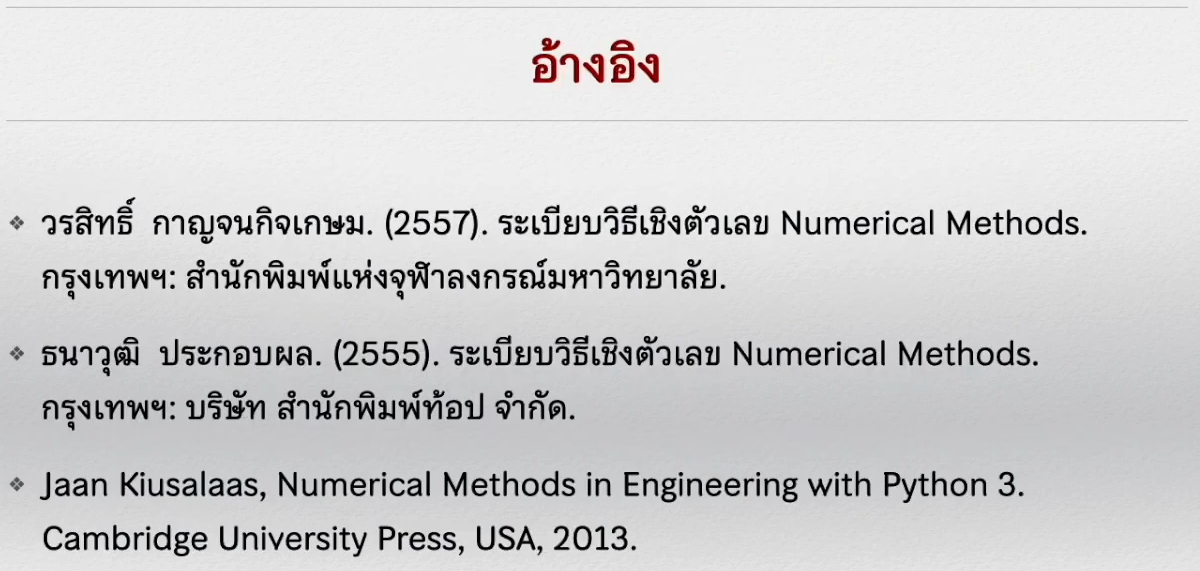 อ้างอิง
❖ วรสิทธิ์ กาญจนกิจเกษม. (2557). ระเบียบวิธีเชิงตัวเลข Numerical Methods.
กรุงเทพฯ: สำนักพิมพ์แห่งจุฬาลงกรณ์มหาวิทยาลัย.
❖ ธนาวุฒิ ประกอบผล. (2555). ระเบียบวิธีเชิงตัวเลข Numerical Methods.
กรุงเทพฯ: บริษัท สำนักพิมพ์ท้อป จำกัด.
❖ Jaan Kiusalaas, Numerical Methods in Engineering with Python 3.
Cambridge University Press, USA, 2013.